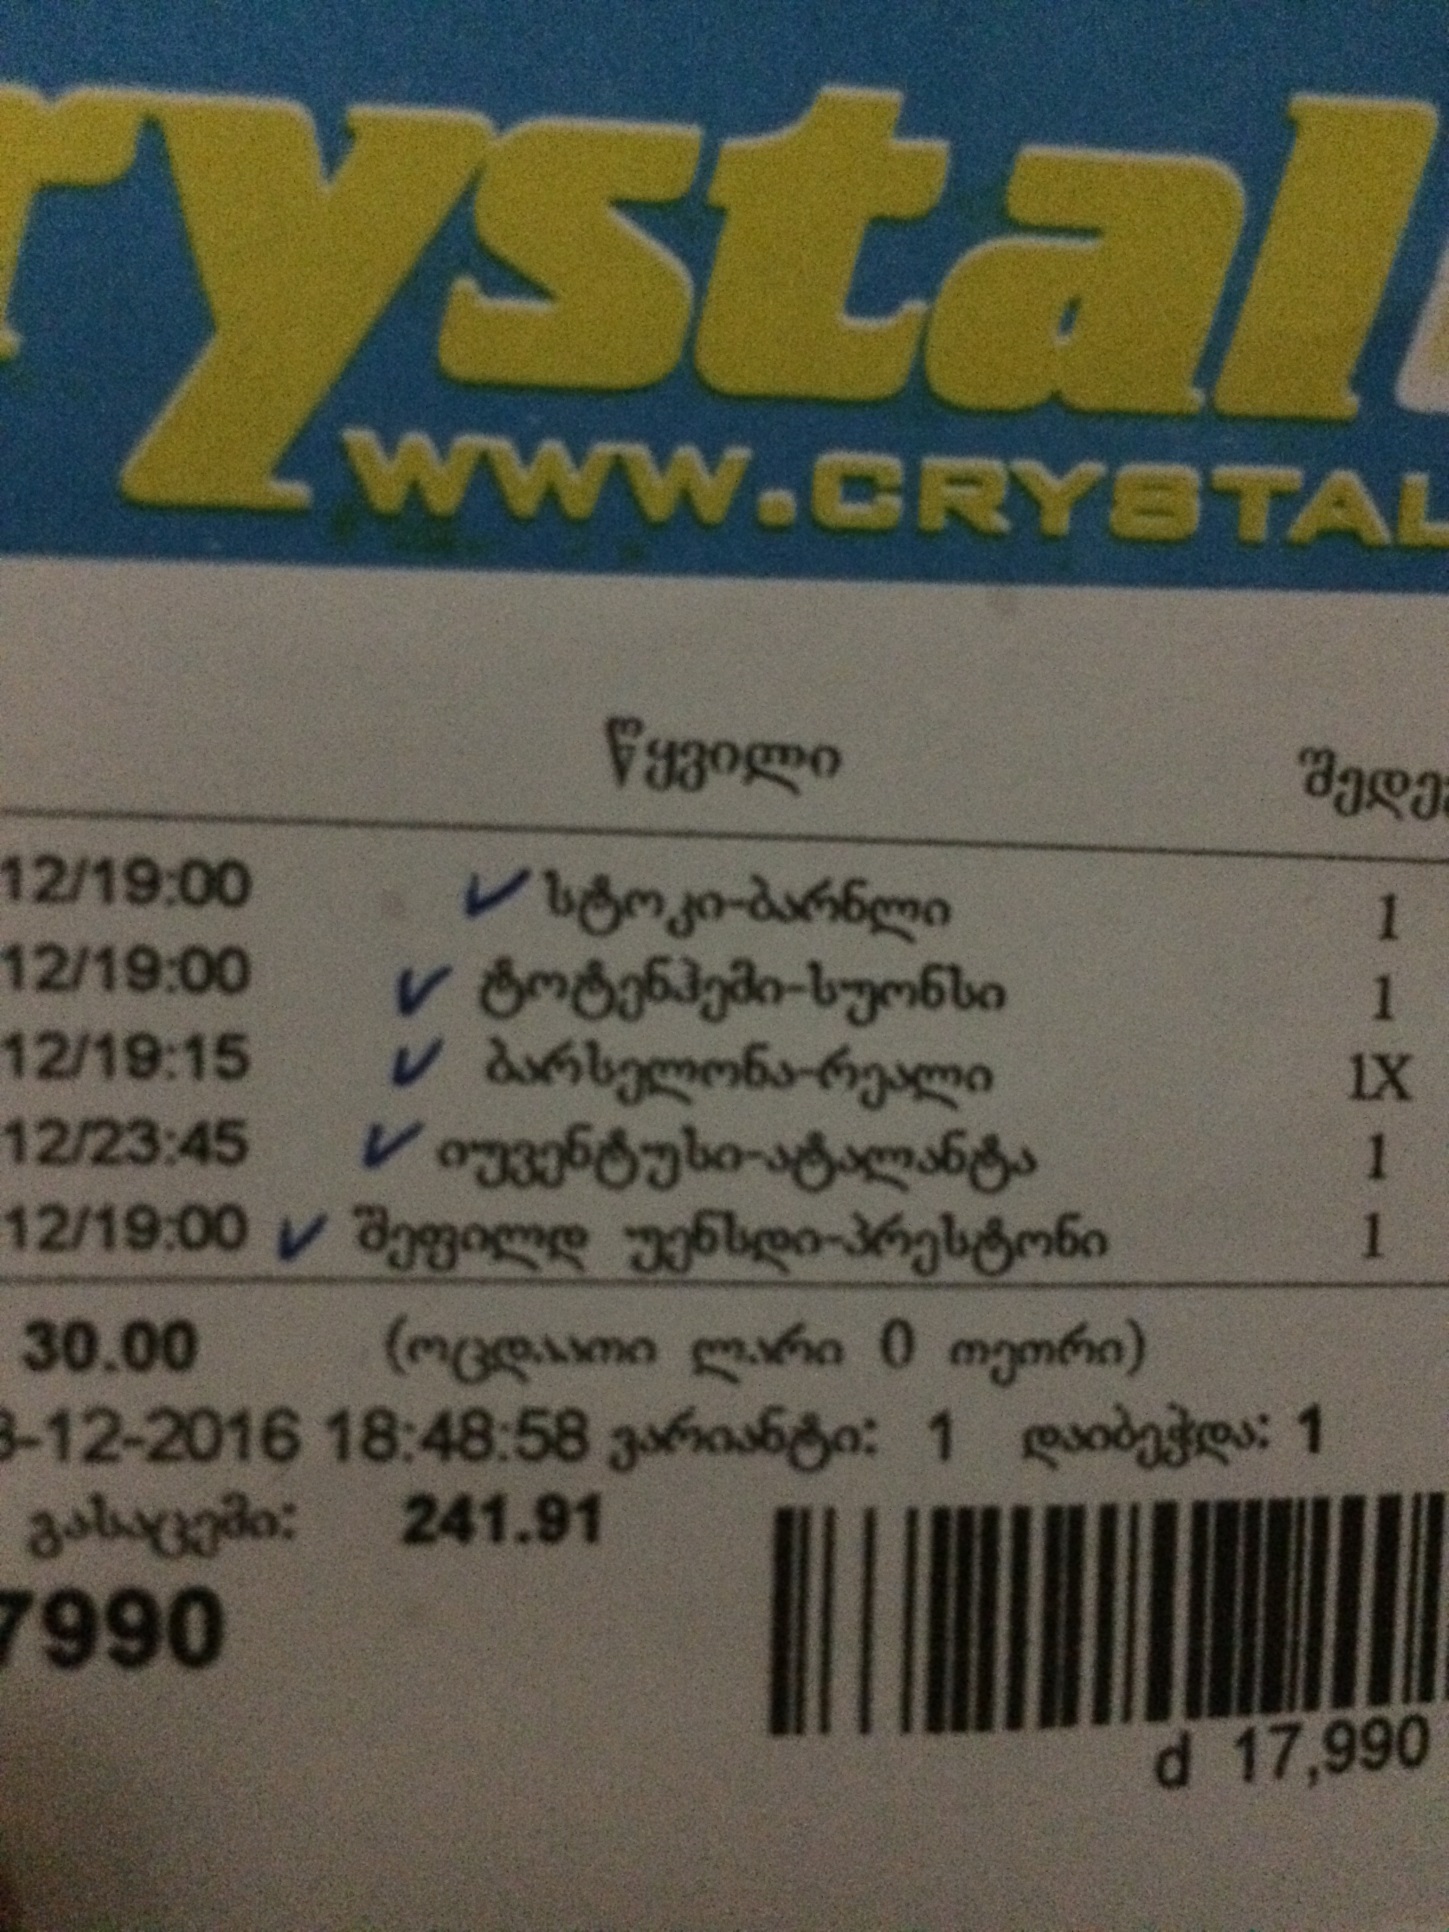 rystal
WWW.CRYSTAL
წყვილი შედე
12/19:00 სტოკი-ბარნლი 1
12/19:00 ტოტენჰემი-სუონსი 1
12/19:15 ბარსელონა-რეალი 1X
12/23:45 იუვენტუსი-ატალანტა 1
12/19:00 შეფილდ უენსდი-პრესტონი 1
30.00 (ოცდაათი ლარი 0 თეთრი)
3-12-2016 18:48:58 ვარიანტი: 1 დაიბეჭდა: 1
გასაცემი: 241.91
7990
d 17,990